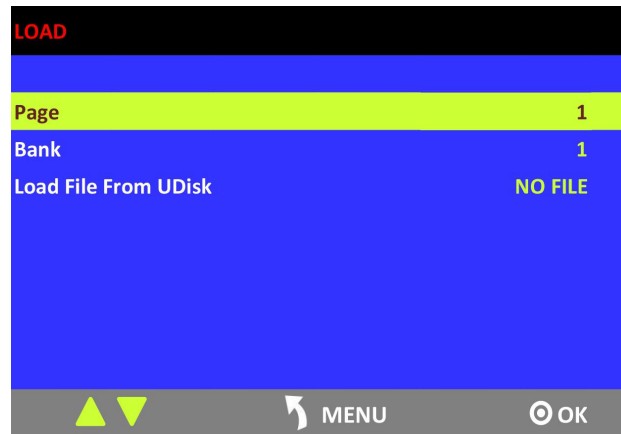 LOAD
Page 1
Bank 1
Load File From UDisk NO FILE
MENU OK